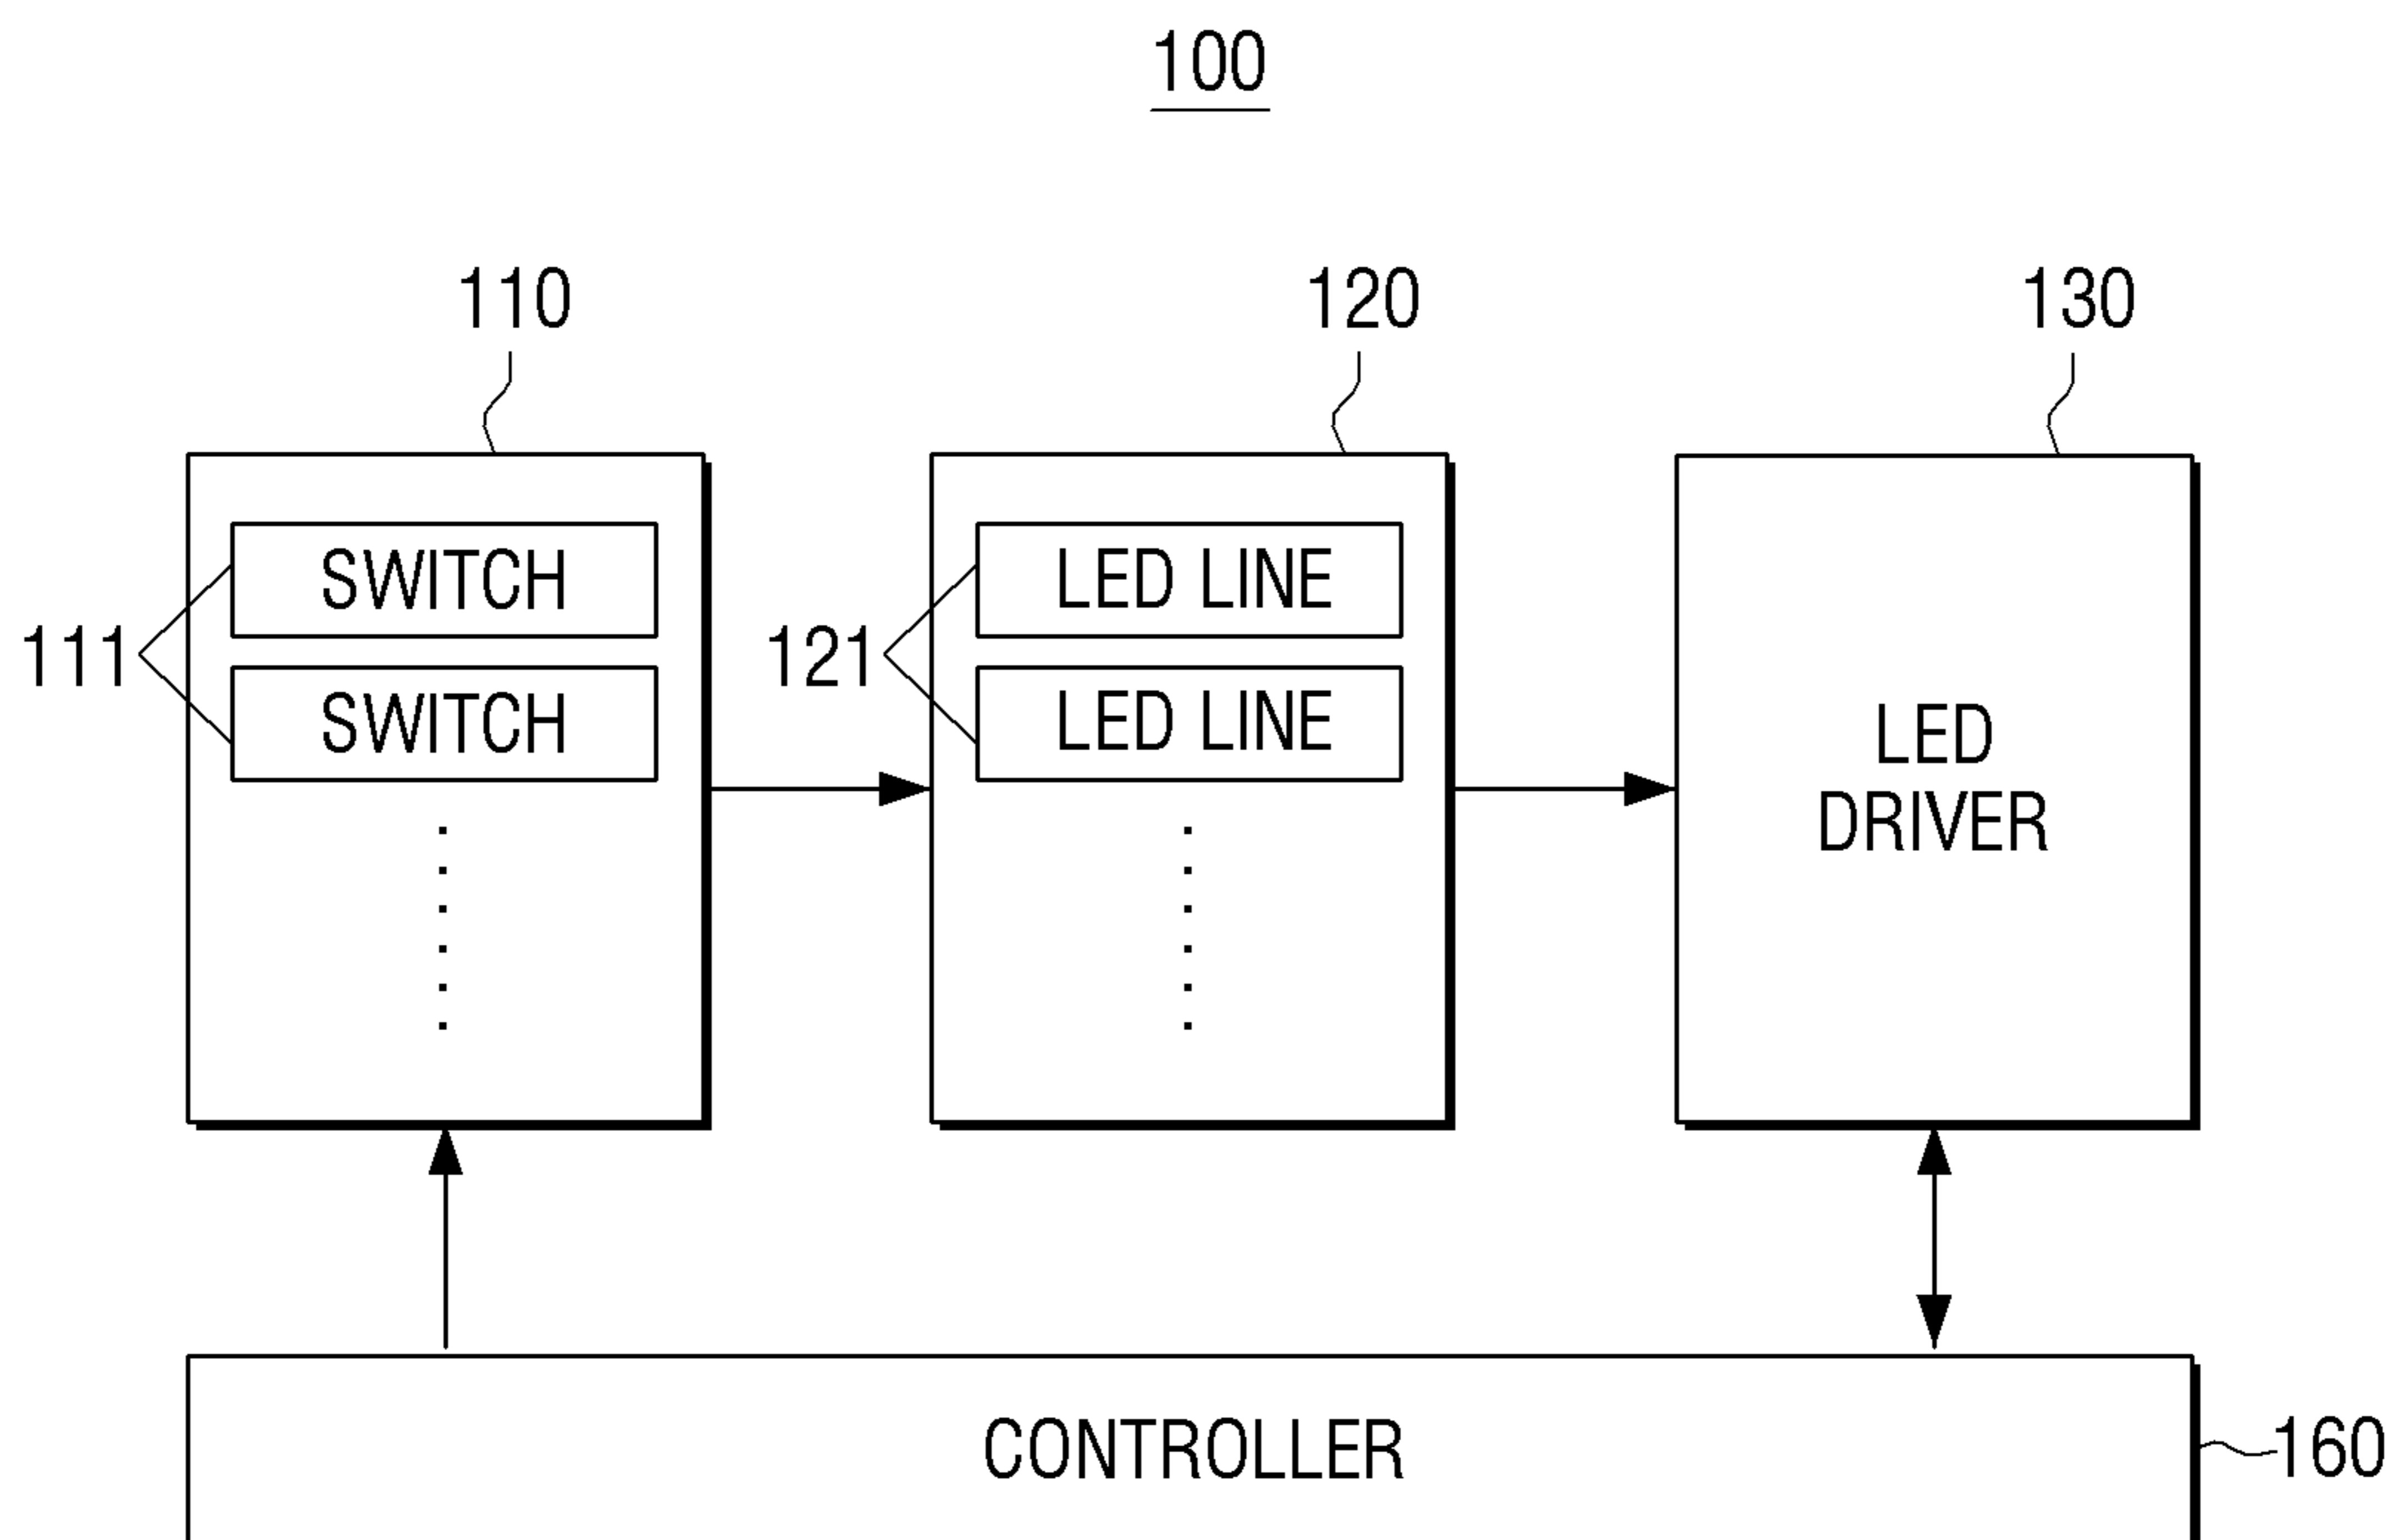 100
110
120
130
SWITCH
LED LINE
111
121
SWITCH
LED LINE
LED
DRIVER
CONTROLLER
160